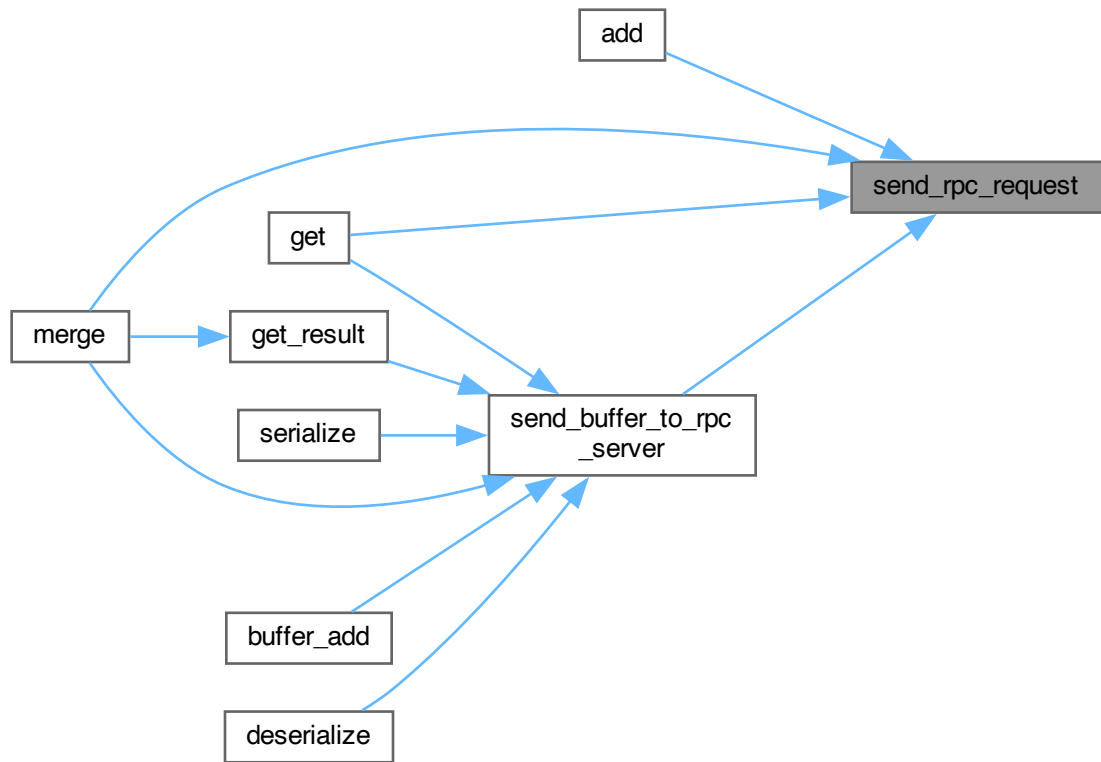 add
send_rpc_request
get
merge
get_result
send_buffer_to_rpc
_server
serialize
buffer_add
deserialize